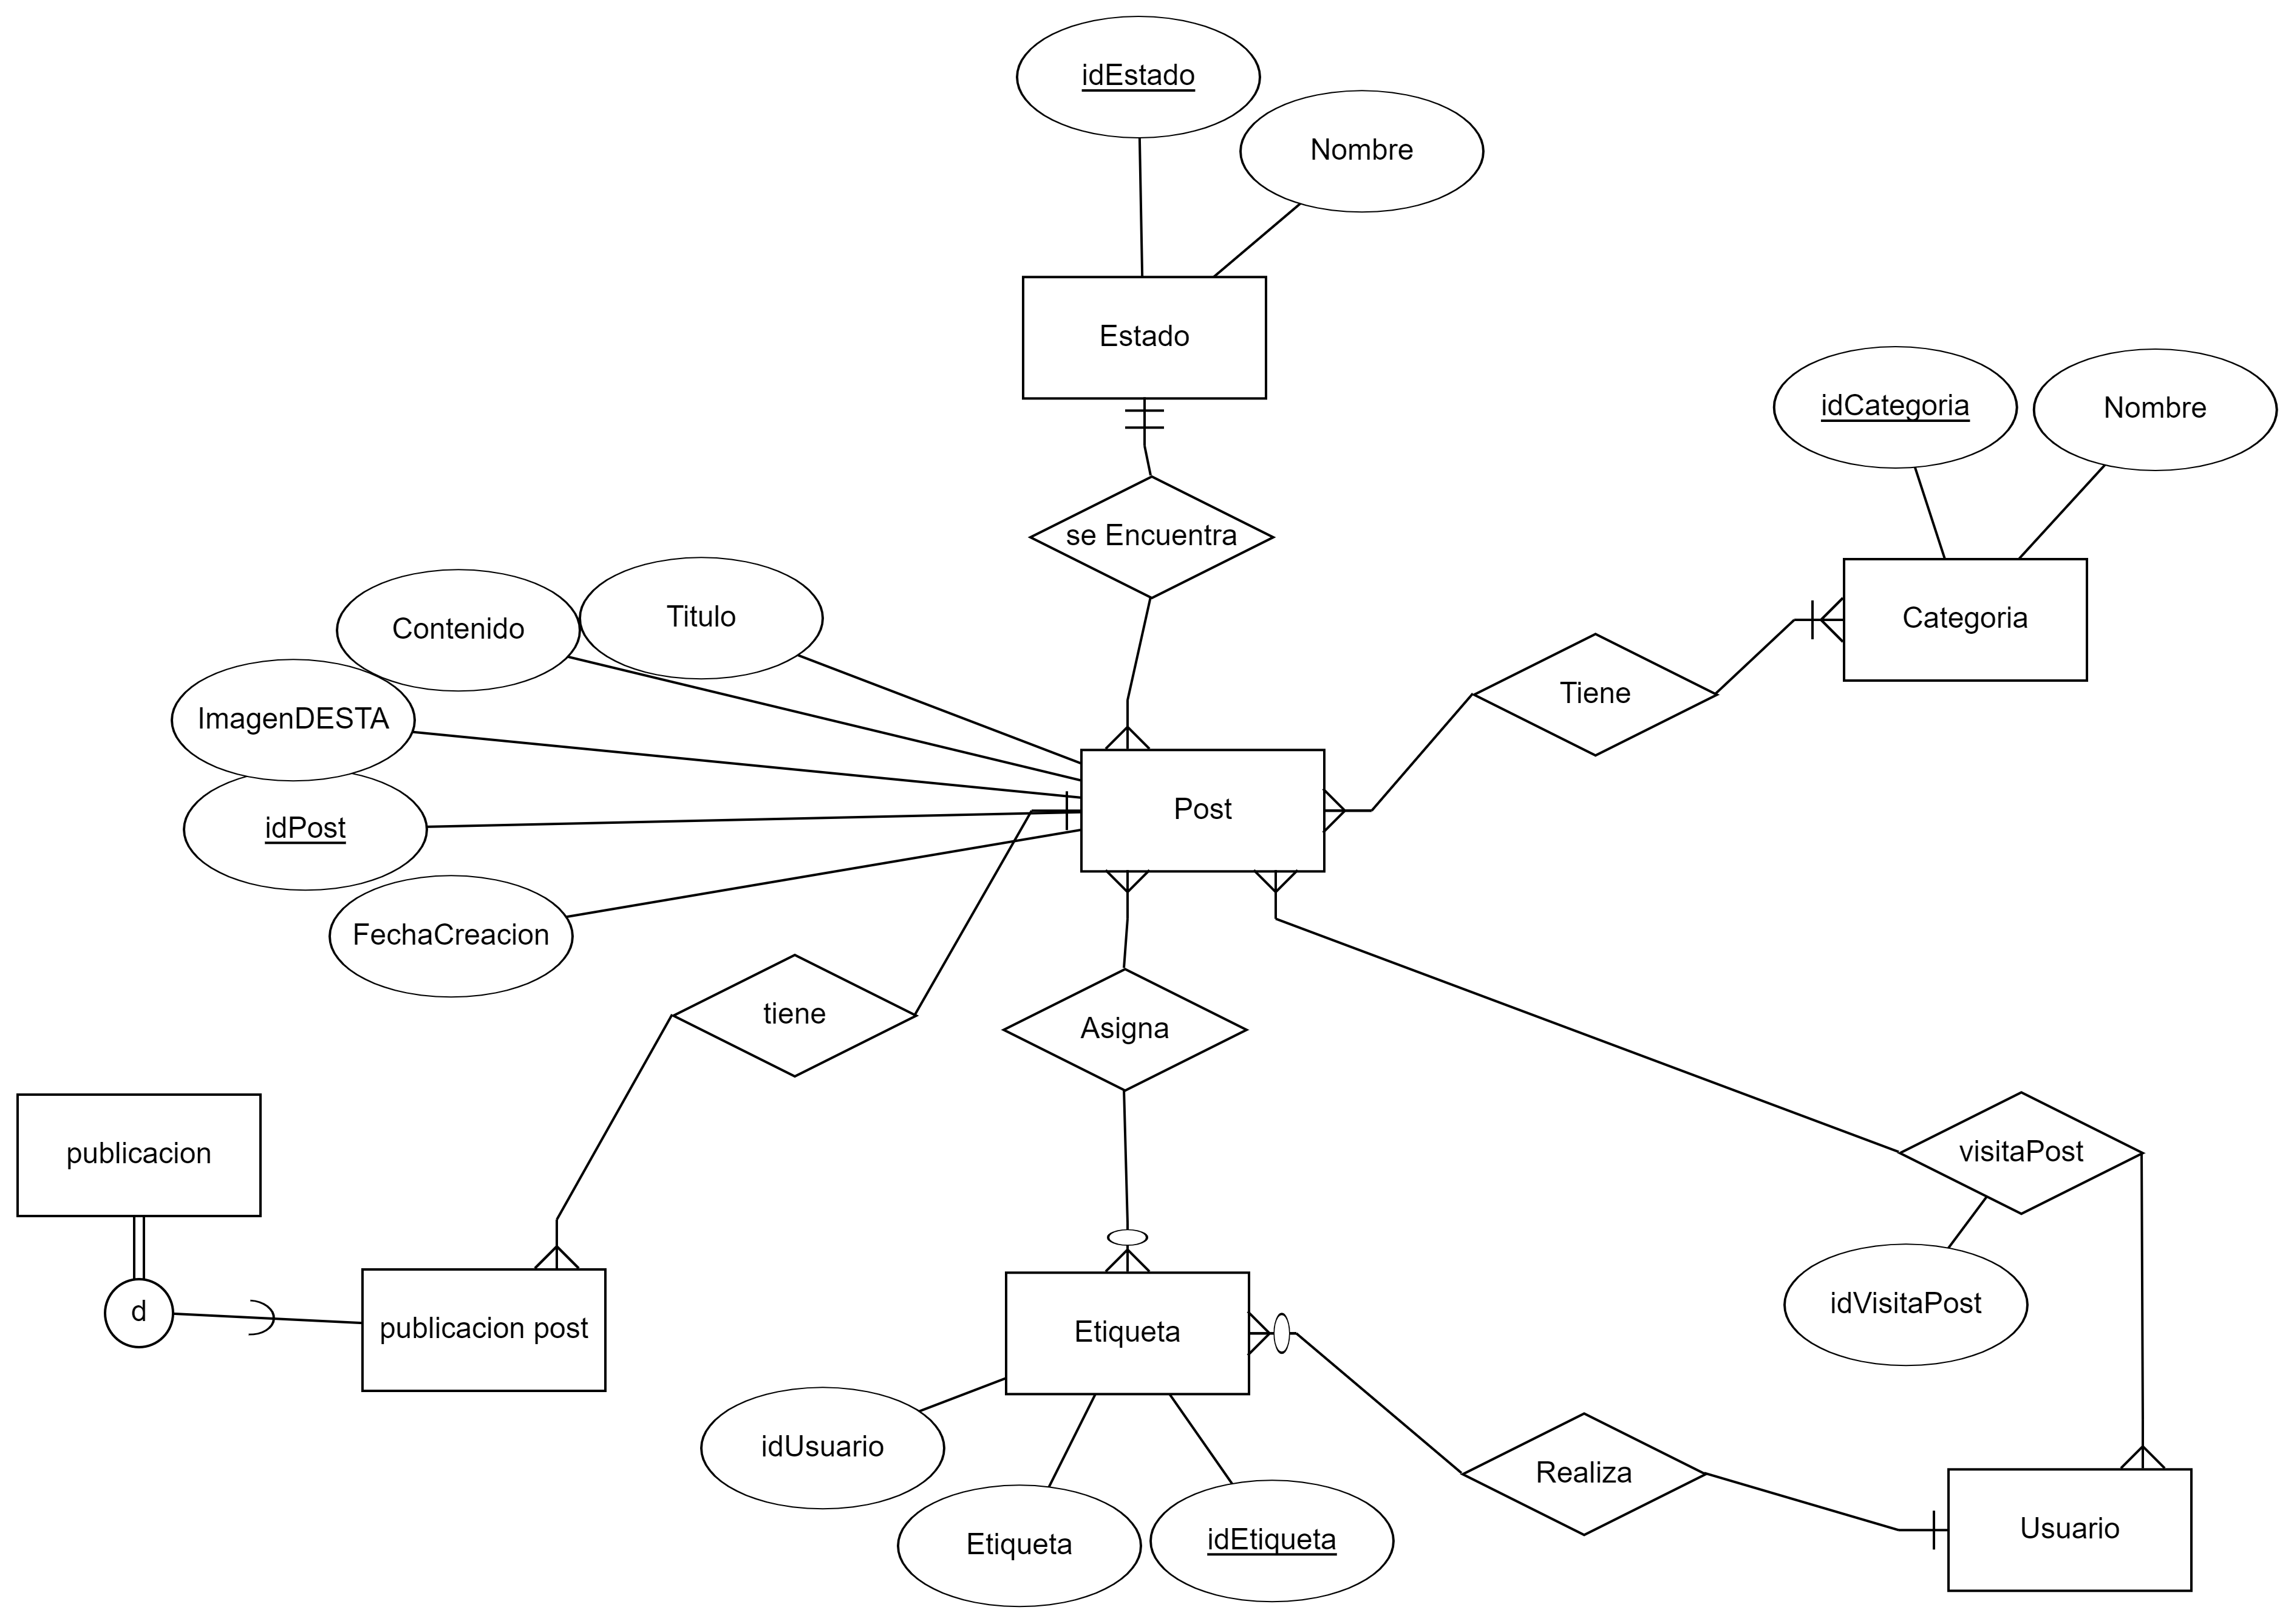 idEstado
Nombre
Estado
idCategoria
Nombre
se Encuentra
Categoria
Titulo
Contenido
Tiene
ImagenDESTA
Post
idPost
FechaCreacion
tiene
Asigna
publicacion
visitaPost
d
publicacion post
Etiqueta
idVisitaPost
idUsuario
Realiza
Usuario
Etiqueta
idEtiqueta